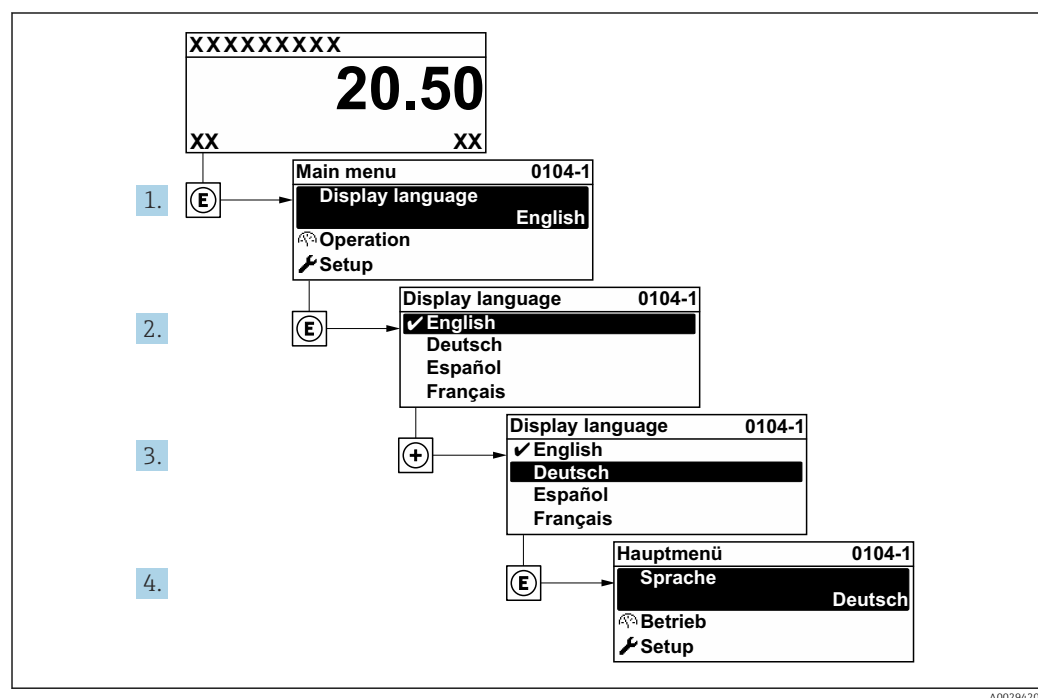 XXXXXXXXX
20.50
XX XX
1.
E
Main menu 0104-1
Display language
English
Operation
Setup
2.
E
Display language 0104-1
✔English
Deutsch
Español
Français
3.
+
Display language 0104-1
✔English
Deutsch
Español
Français
4.
E
Hauptmenü 0104-1
Sprache
Deutsch
Betrieb
Setup
A0029420